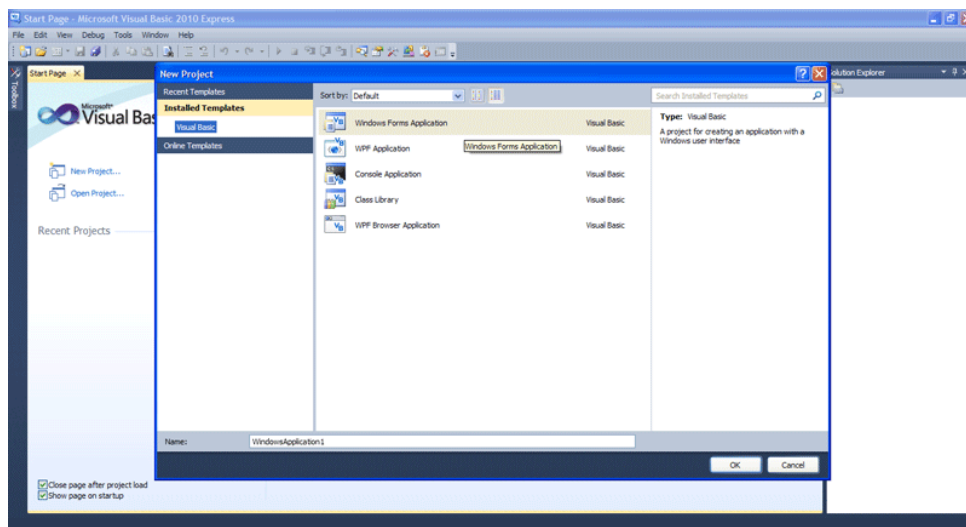 Start Page - Microsoft Visual Basic 2010 Express
File Edit View Debug Tools Window Help
Toolbox
Start Page
Solution Explorer
Microsoft
Visual Bas
New Project...
Open Project...
Recent Projects
Close page after project load
Show page on startup
New Project
Recent Templates
Installed Templates
Visual Basic
Online Templates
Sort by: Default
Search Installed Templates
Windows Forms Application Visual Basic
WPF Application Visual Basic
Windows Forms Application
Console Application Visual Basic
Class Library Visual Basic
WPF Browser Application Visual Basic
Type: Visual Basic
A project for creating an application with a
Windows user interface
Name: WindowsApplication1
OK Cancel